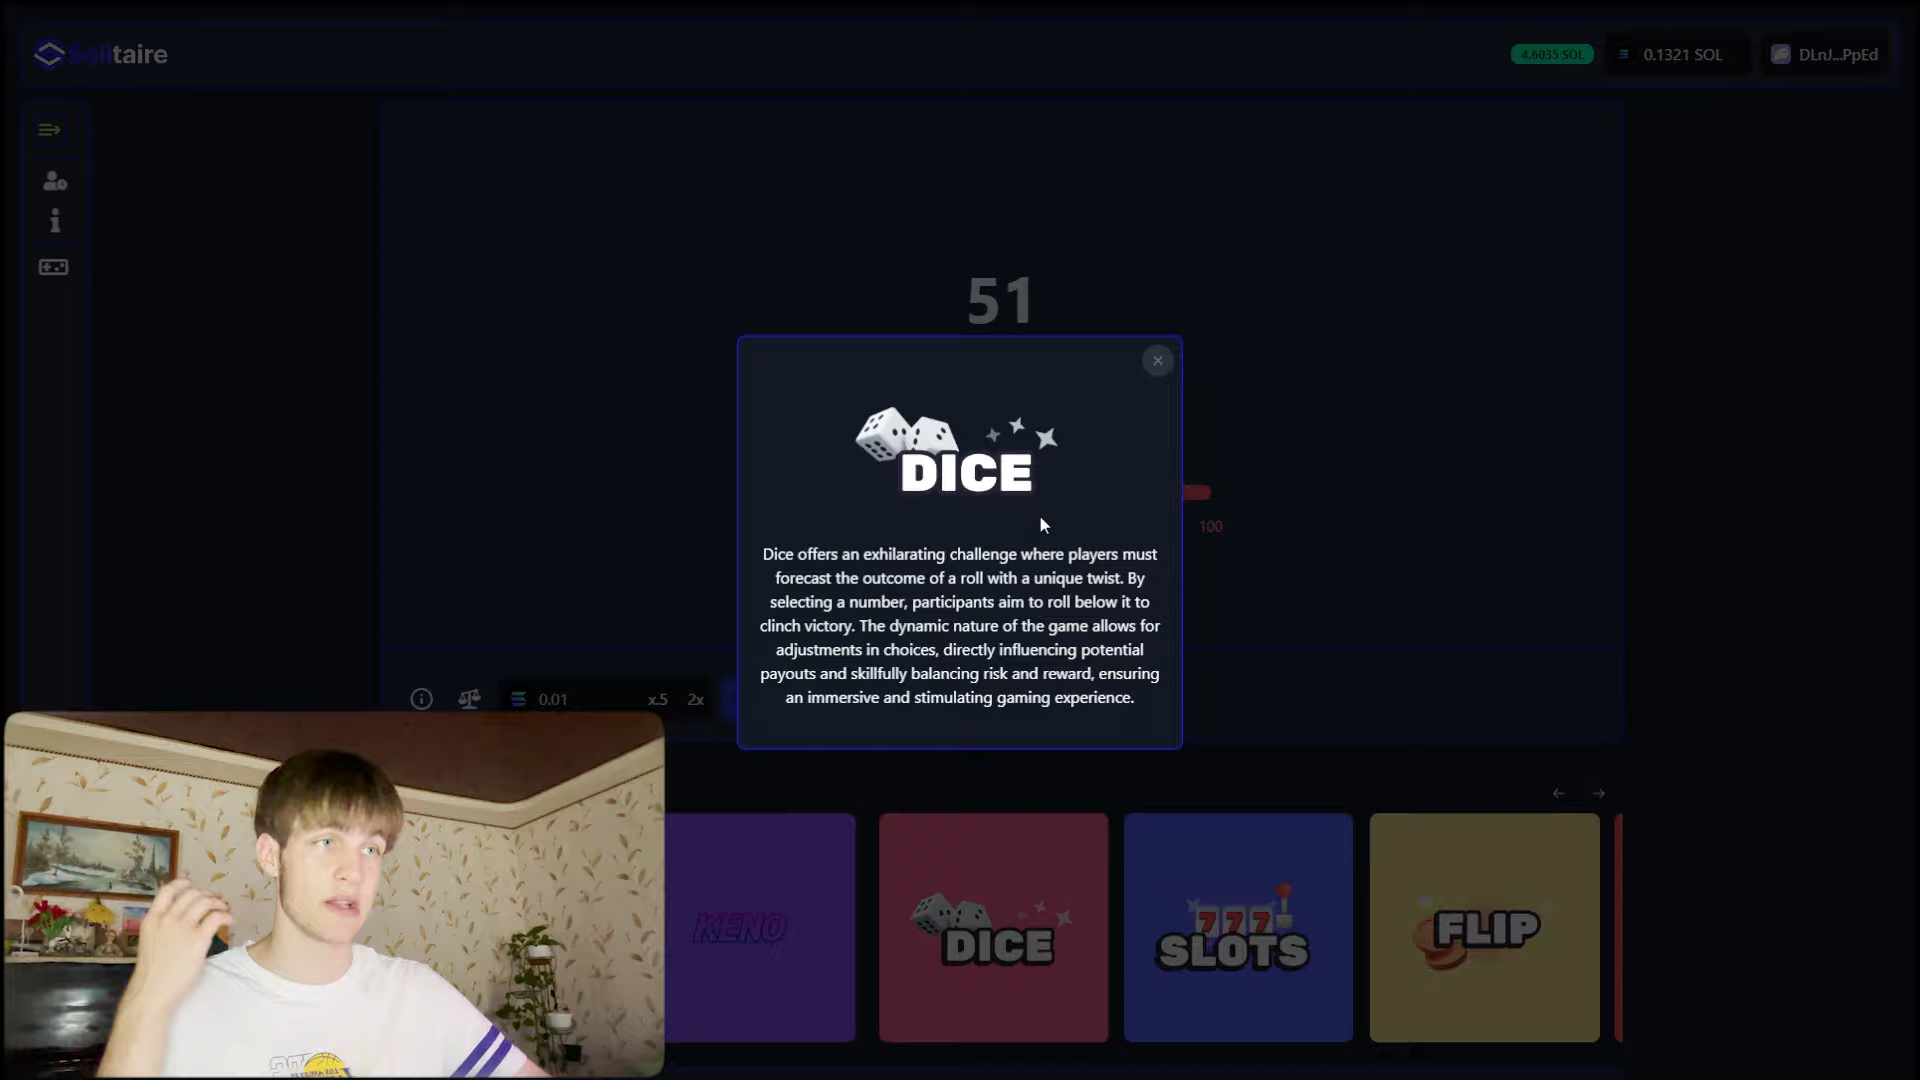 Solitaire
4.6035 SOL
0.1321 SOL
DLnJ...PpEd
51
DICE
100
Dice offers an exhilarating challenge where players must
forecast the outcome of a roll with a unique twist. By
selecting a number, participants aim to roll below it to
clinch victory. The dynamic nature of the game allows for
adjustments in choices, directly influencing potential
payouts and skillfully balancing risk and reward, ensuring
an immersive and stimulating gaming experience.
0.01
x.5
2x
KENO
DICE
777
SLOTS
FLIP